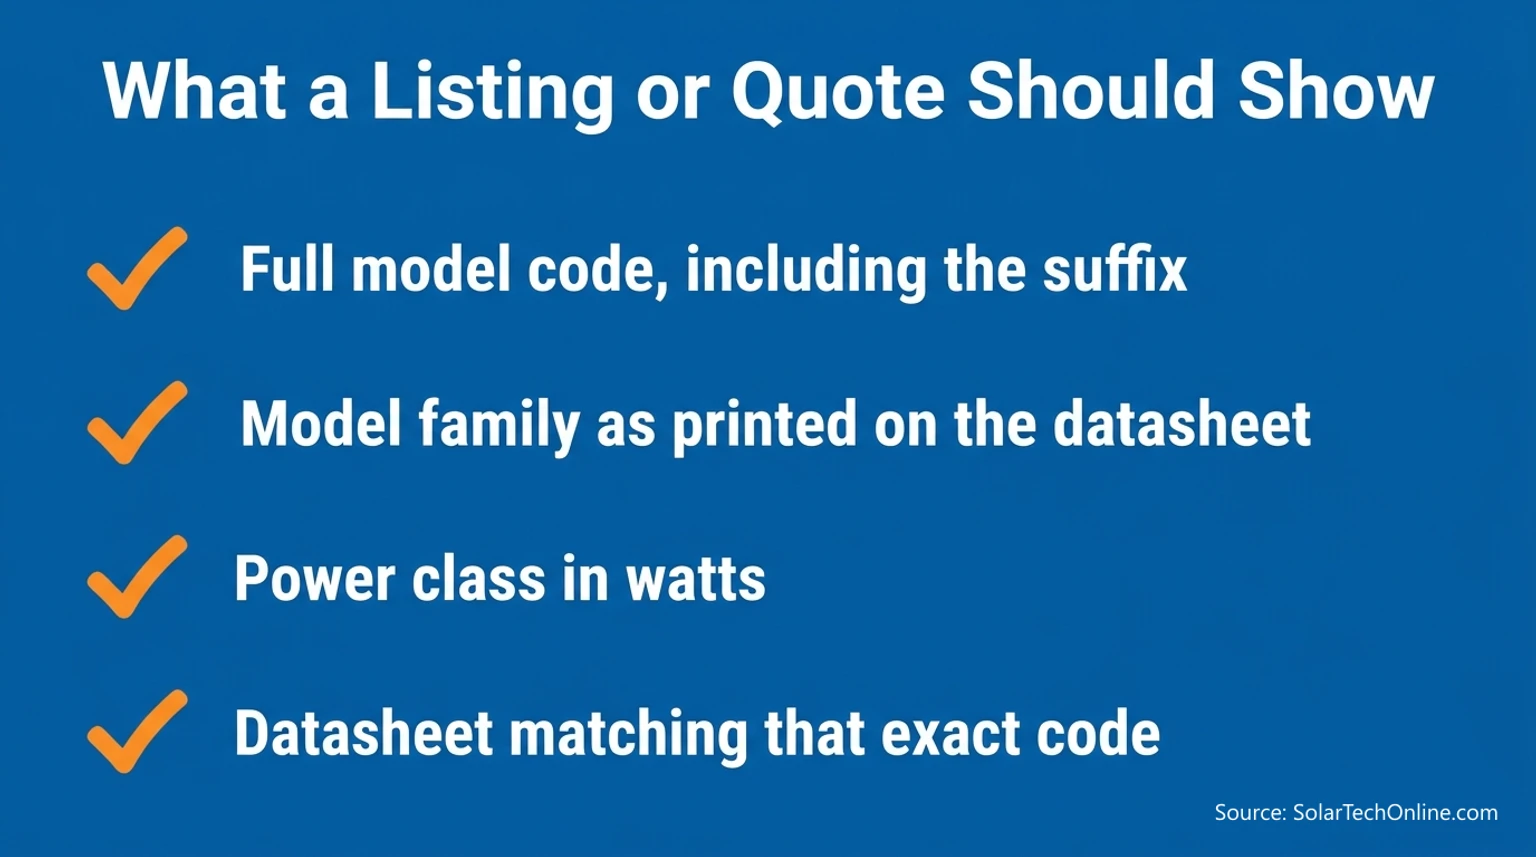 What a Listing or Quote Should Show
Full model code, including the suffix
Model family as printed on the datasheet
Power class in watts
Datasheet matching that exact code
Source: SolarTechOnline.com